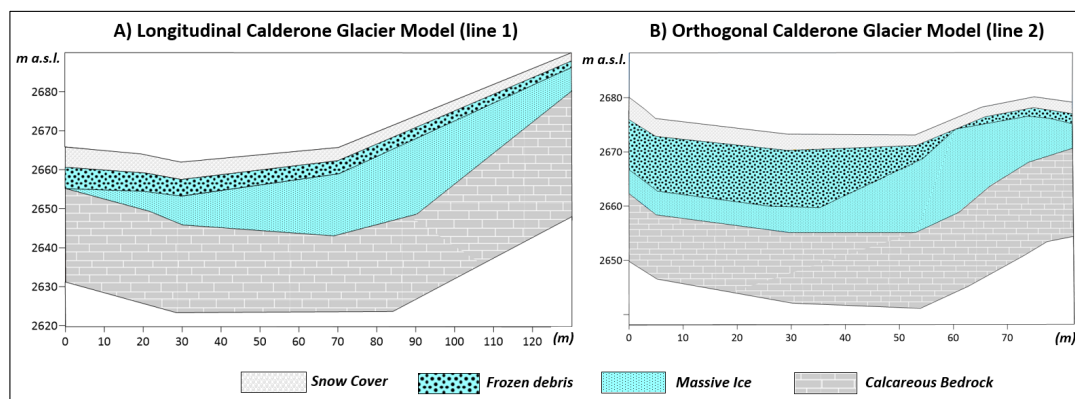 A) Longitudinal Calderone Glacier Model (line 1)
B) Orthogonal Calderone Glacier Model (line 2)
m a.s.l.
2680
2670
2660
2650
2640
2630
2620
0 10 20 30 40 50 60 70 80 90 100 110 120 (m)
m a.s.l.
2680
2670
2660
2650
0 10 20 30 40 50 60 70 (m)
Snow Cover
Frozen debris
Massive Ice
Calcareous Bedrock